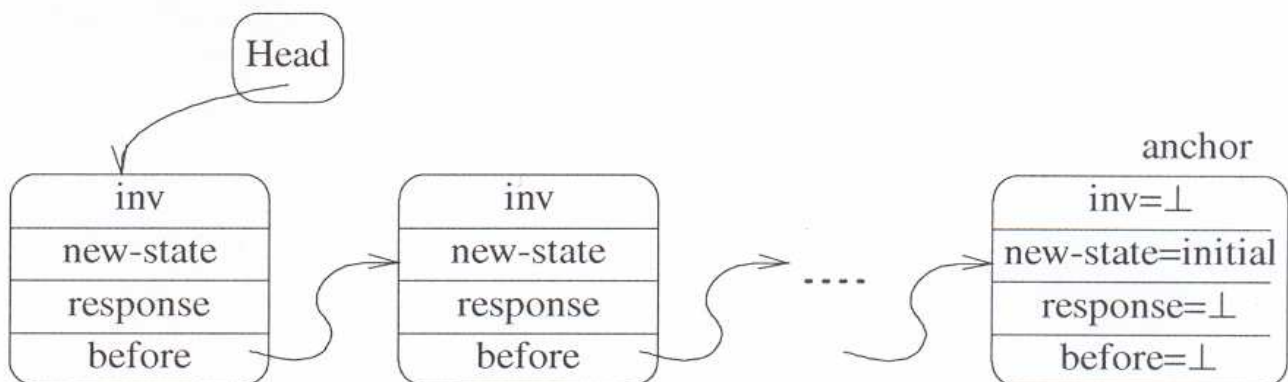 Head
anchor
inv
new-state
response
before
inv
new-state
response
before
....
inv=⊥
new-state=initial
response=⊥
before=⊥